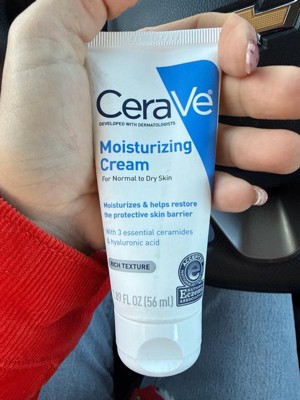 CeraVe®
DEVELOPED WITH DERMATOLOGISTS
Moisturizing
Cream
For Normal to Dry Skin
Moisturizes & helps restore
the protective skin barrier
With 3 essential ceramides
& hyaluronic acid
RICH TEXTURE
.89 FL OZ (56 ml)